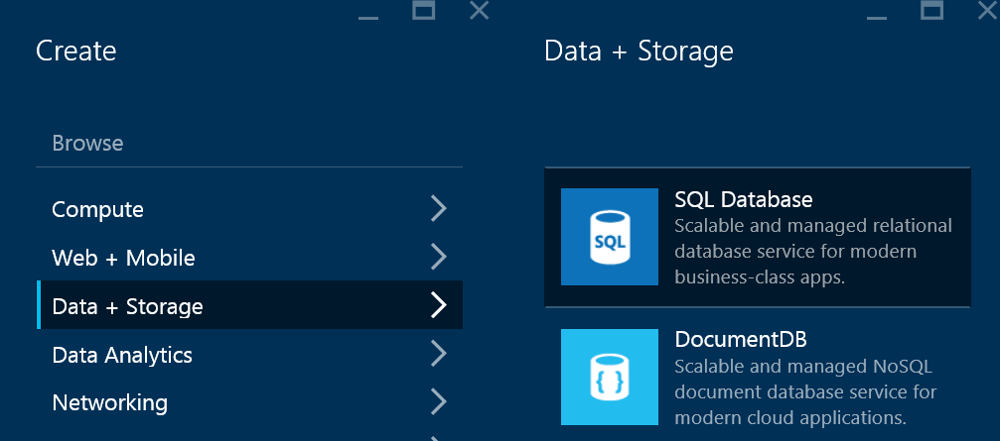 Create
Browse
Compute
Web + Mobile
Data + Storage
Data Analytics
Networking
Data + Storage
SQL
SQL Database
Scalable and managed relational
database service for modern
business-class apps.
{ }
DocumentDB
Scalable and managed NoSQL
document database service for
modern cloud applications.